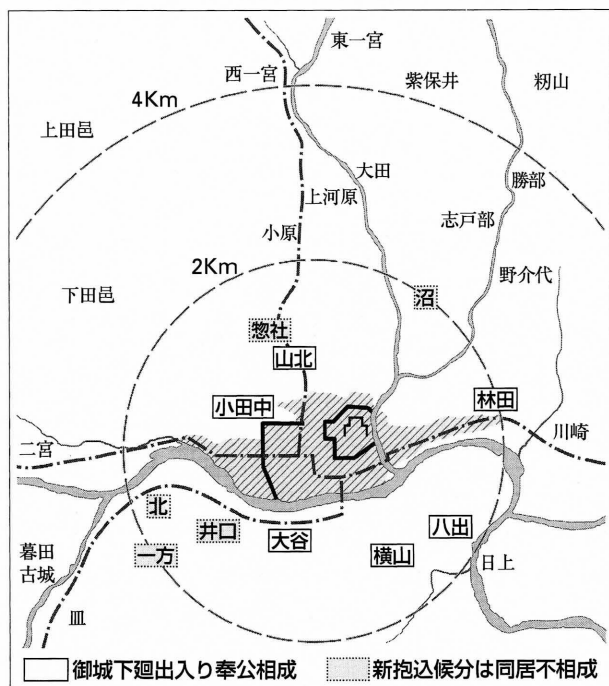 東一宮
西一宮
紫保井
籾山
4Km
上田邑
大田
勝部
上河原
志戸部
小原
2Km
野介代
下田邑
沼
惣社
山北
小田中
林田
川崎
二宮
北
井口
大谷
八出
横山
一方
日上
暮田
古城
皿
御城下廻出入り奉公相成
新抱込候分は同居不相成